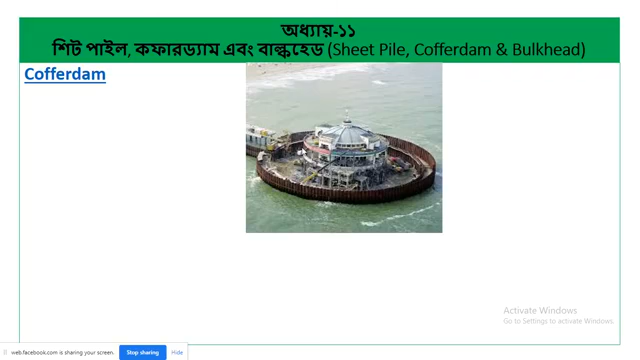 অধ্যায়-১১
শিট পাইল, কফারড্যাম এবং বাল্কহেড (Sheet Pile, Cofferdam & Bulkhead)
Cofferdam
Activate Windows
Go to Settings to activate Windows.
web.facebook.com is sharing your screen.
Stop sharing
Hide